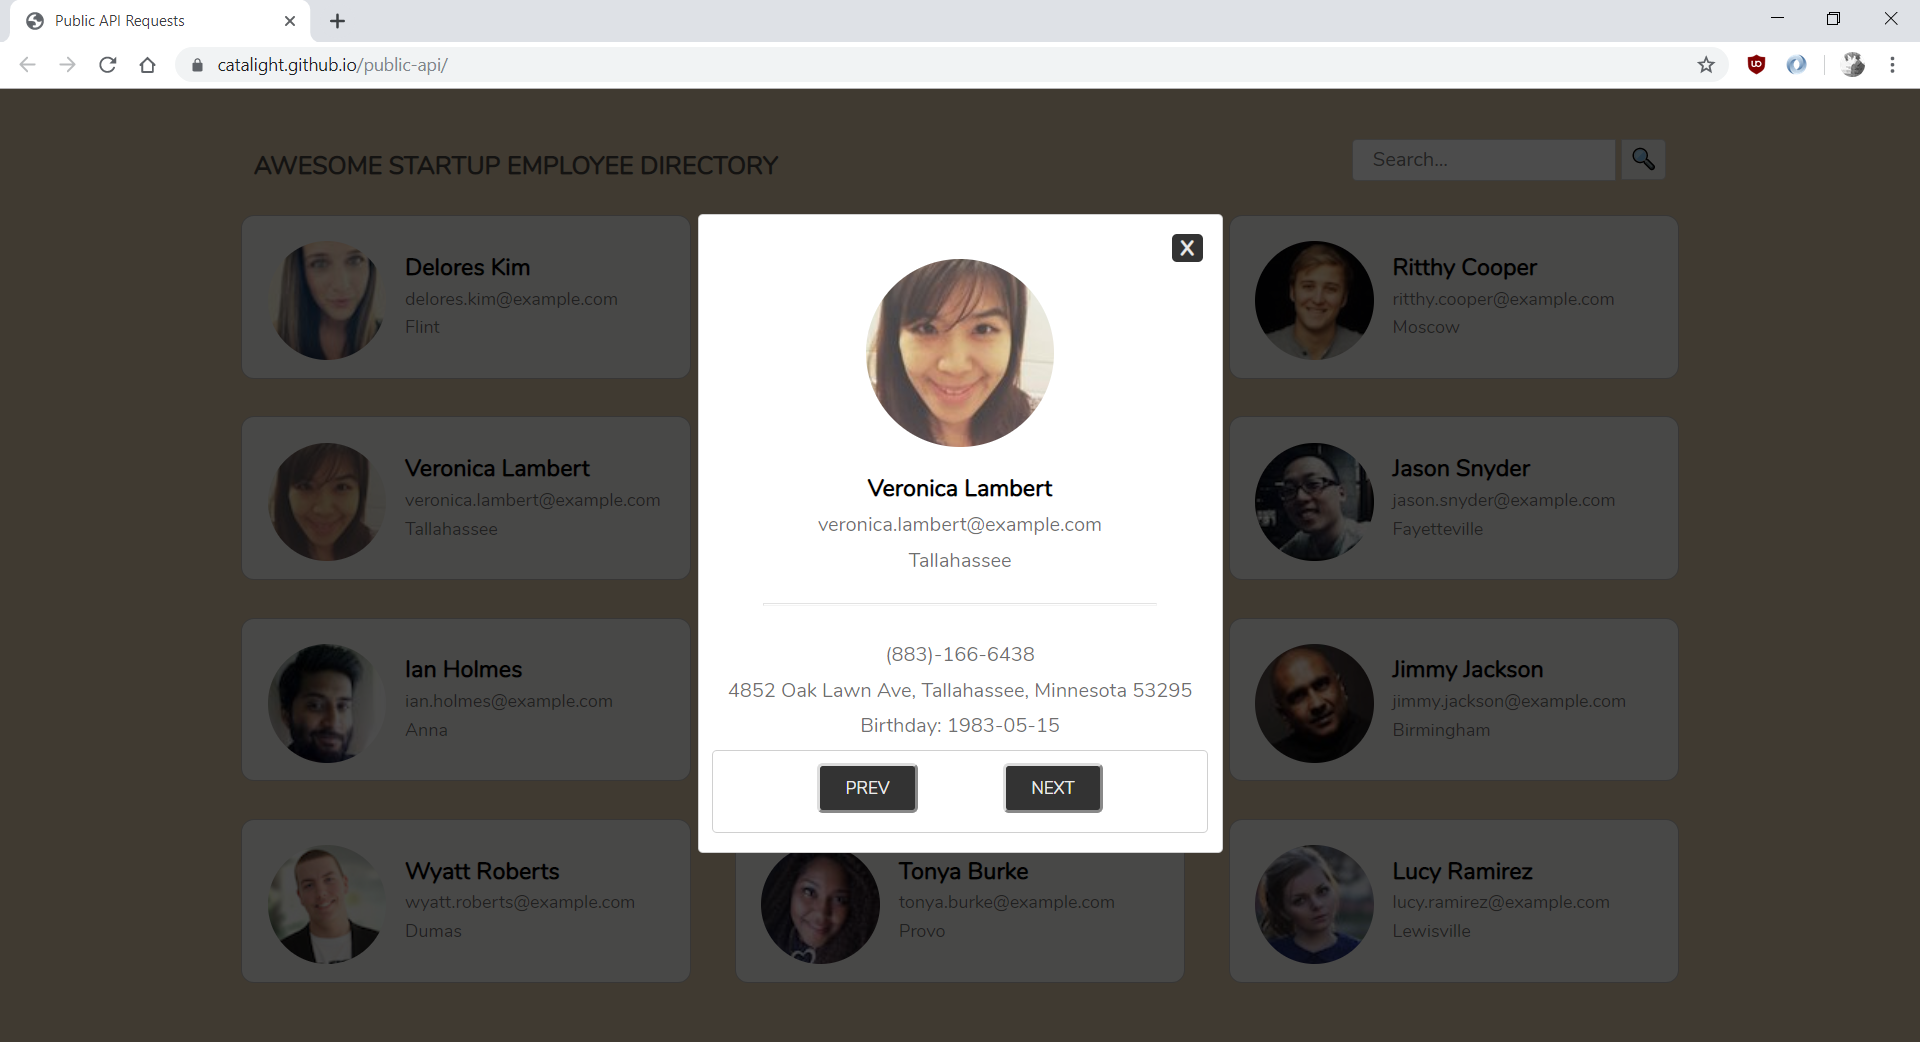 Public API Requests
catalight.github.io/public-api/
AWESOME STARTUP EMPLOYEE DIRECTORY
Search...
Delores Kim
delores.kim@example.com
Flint
Ritthy Cooper
ritthy.cooper@example.com
Moscow
Veronica Lambert
veronica.lambert@example.com
Tallahassee
Jason Snyder
jason.snyder@example.com
Fayetteville
Ian Holmes
ian.holmes@example.com
Anna
Jimmy Jackson
jimmy.jackson@example.com
Birmingham
Wyatt Roberts
wyatt.roberts@example.com
Dumas
Tonya Burke
tonya.burke@example.com
Provo
Lucy Ramirez
lucy.ramirez@example.com
Lewisville
X
Veronica Lambert
veronica.lambert@example.com
Tallahassee
(883)-166-6438
4852 Oak Lawn Ave, Tallahassee, Minnesota 53295
Birthday: 1983-05-15
PREV
NEXT